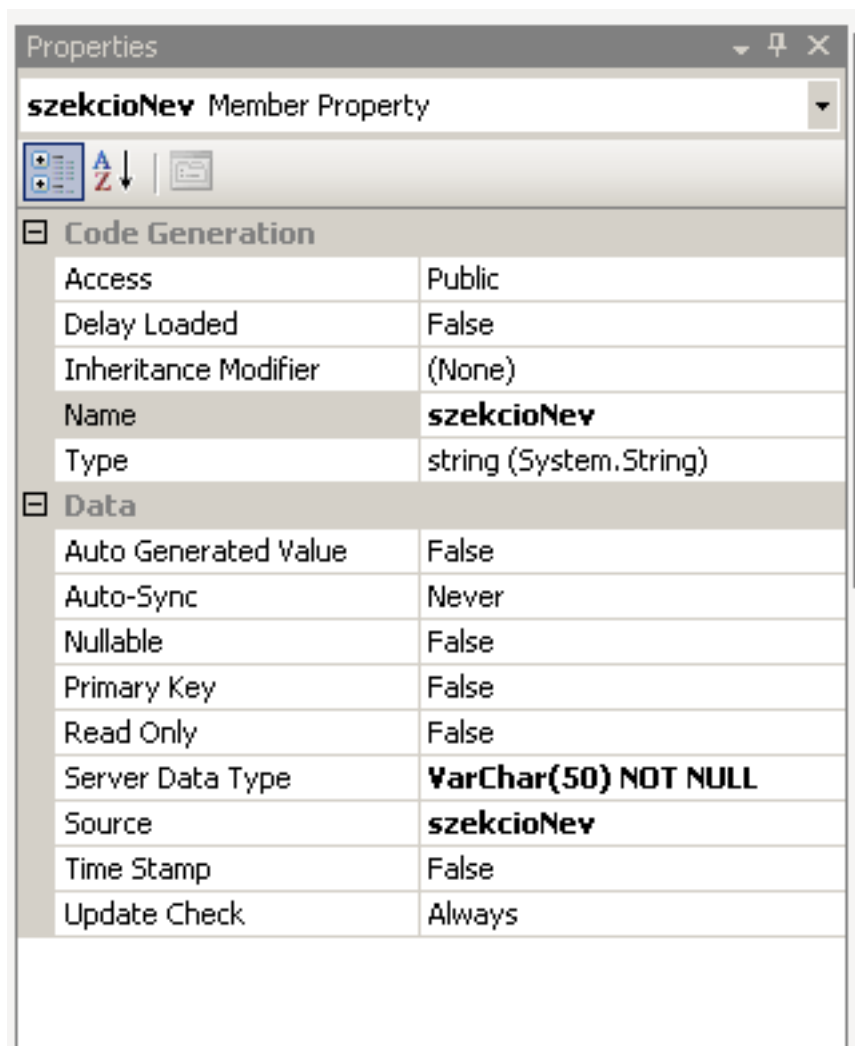 Properties
szekcioNev Member Property
AZ
Code Generation
Access Public
Delay Loaded False
Inheritance Modifier (None)
Name szekcioNev
Type string (System.String)
Data
Auto Generated Value False
Auto-Sync Never
Nullable False
Primary Key False
Read Only False
Server Data Type VarChar(50) NOT NULL
Source szekcioNev
Time Stamp False
Update Check Always